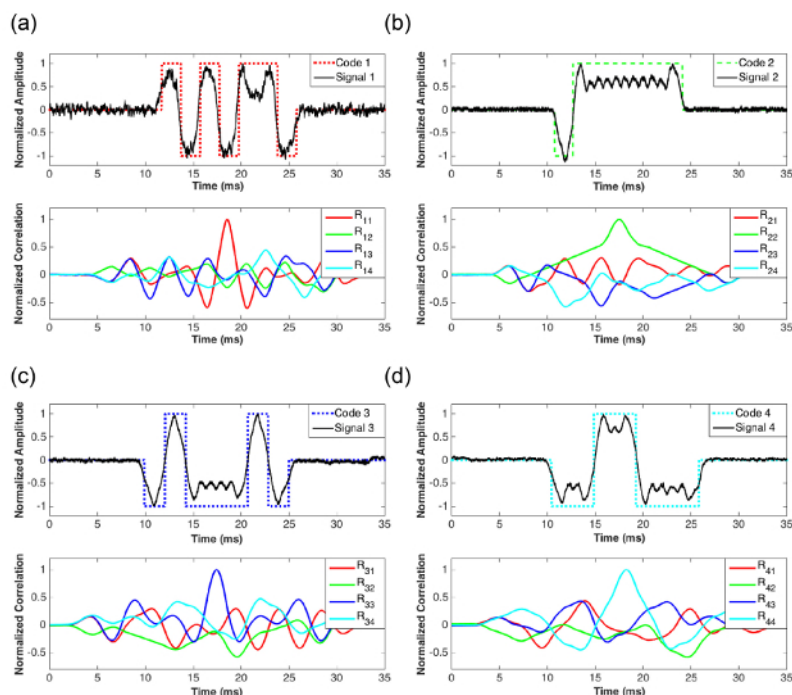 (a)
(b)
Normalized Amplitude
1
0.5
0
-0.5
-1
Code 1
Signal 1
0 5 10 15 20 25 30 35
Time (ms)
Normalized Amplitude
1
0.5
0
-0.5
-1
Code 2
Signal 2
0 5 10 15 20 25 30 35
Time (ms)
Normalized Correlation
1
0.5
0
-0.5
R11
R12
R13
R14
0 5 10 15 20 25 30 35
Time (ms)
Normalized Correlation
1
0.5
0
-0.5
R21
R22
R23
R24
0 5 10 15 20 25 30 35
Time (ms)
(c)
(d)
Normalized Amplitude
1
0.5
0
-0.5
-1
Code 3
Signal 3
0 5 10 15 20 25 30 35
Time (ms)
Normalized Amplitude
1
0.5
0
-0.5
-1
Code 4
Signal 4
0 5 10 15 20 25 30 35
Time (ms)
Normalized Correlation
1
0.5
0
-0.5
R31
R32
R33
R34
0 5 10 15 20 25 30 35
Time (ms)
Normalized Correlation
1
0.5
0
-0.5
R41
R42
R43
R44
0 5 10 15 20 25 30 35
Time (ms)